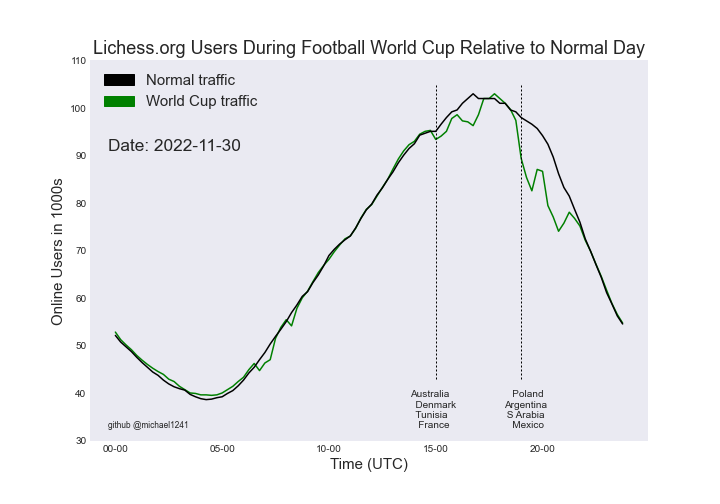 Lichess.org Users During Football World Cup Relative to Normal Day
Normal traffic
World Cup traffic
Date: 2022-11-30
Online Users in 1000s
110
100
90
80
70
60
50
40
30
Australia
Denmark
Tunisia
France
Poland
Argentina
S Arabia
Mexico
github @michael1241
00-00
05-00
10-00
15-00
20-00
Time (UTC)